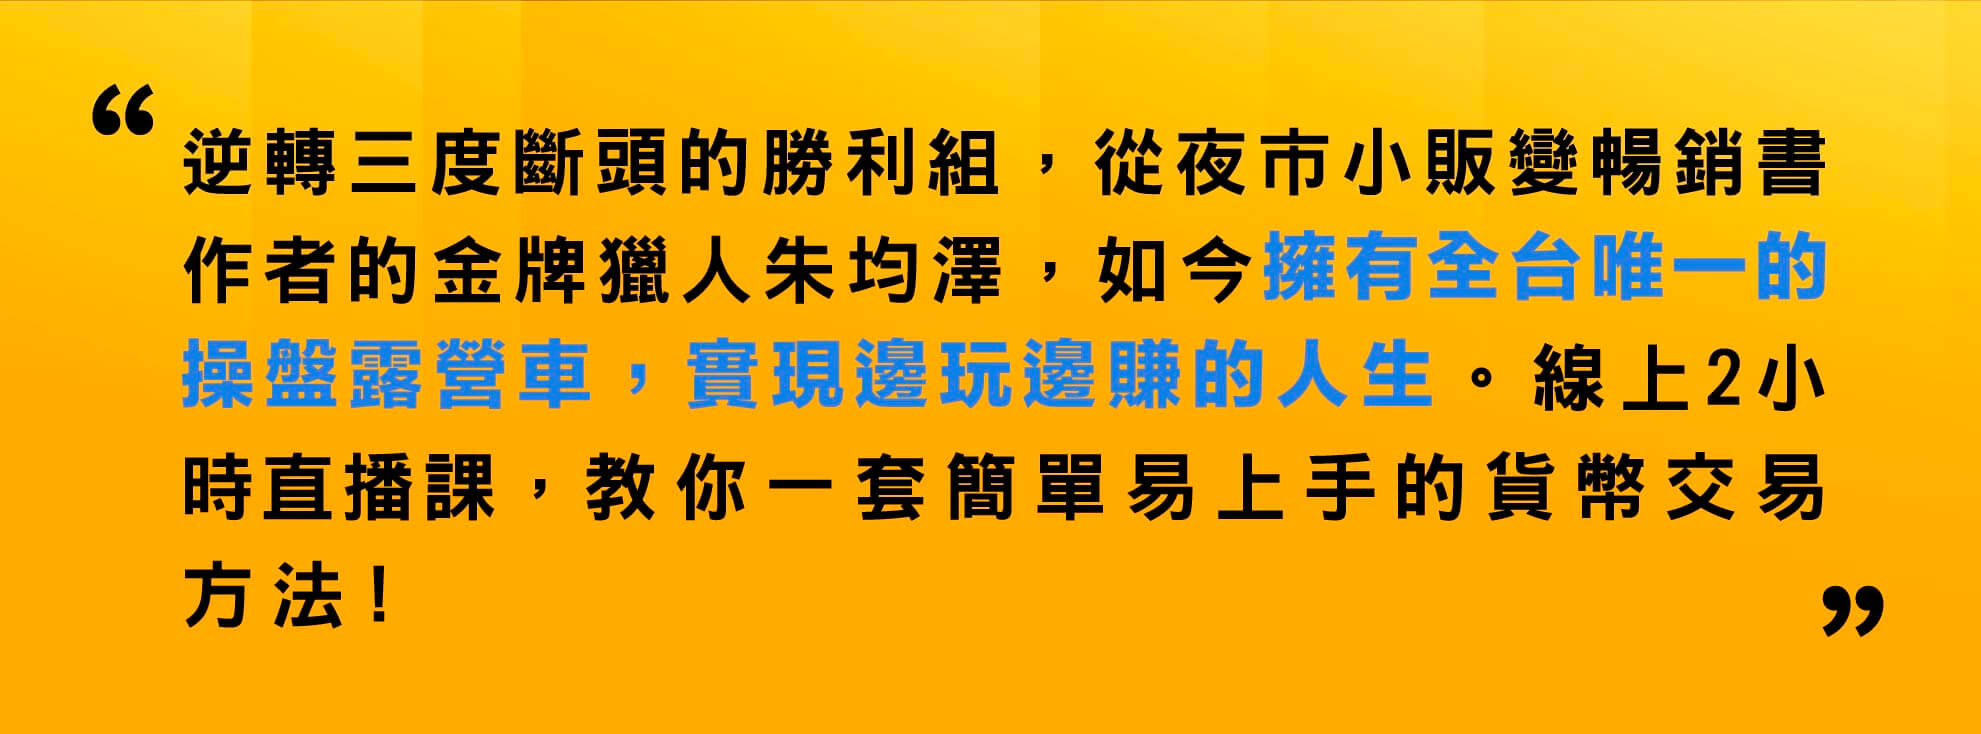 “逆轉三度斷頭的勝利組，從夜市小販變暢銷書
作者的金牌獵人朱均澤，如今擁有全台唯一的
操盤露營車，實現邊玩邊賺的人生。線上2小
時直播課，教你一套簡單易上手的貨幣交易
方法!”